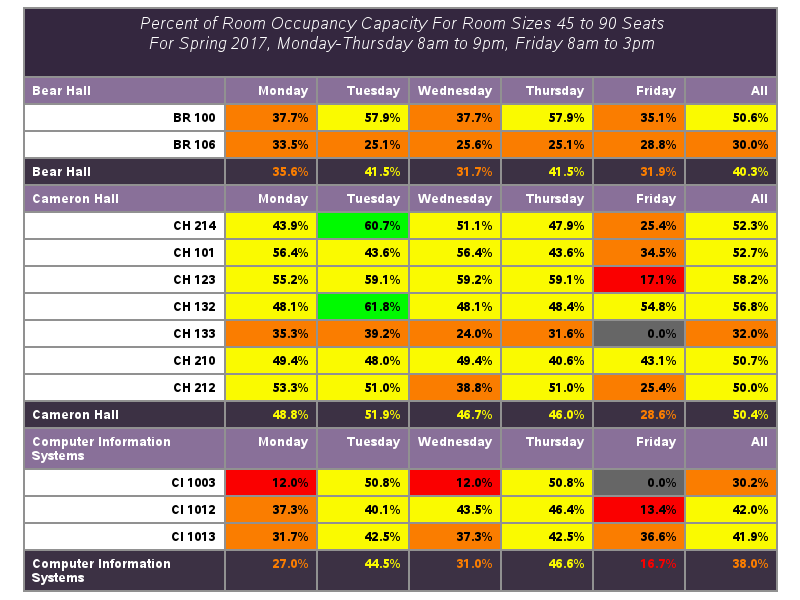 Percent of Room Occupancy Capacity For Room Sizes 45 to 90 Seats
For Spring 2017, Monday-Thursday 8am to 9pm, Friday 8am to 3pm
Bear Hall Monday Tuesday Wednesday Thursday Friday All
BR 100 37.7% 57.9% 37.7% 57.9% 35.1% 50.6%
BR 106 33.5% 25.1% 25.6% 25.1% 28.8% 30.0%
Bear Hall 35.6% 41.5% 31.7% 41.5% 31.9% 40.3%
Cameron Hall Monday Tuesday Wednesday Thursday Friday All
CH 214 43.9% 60.7% 51.1% 47.9% 25.4% 52.3%
CH 101 56.4% 43.6% 56.4% 43.6% 34.5% 52.7%
CH 123 55.2% 59.1% 59.2% 59.1% 17.1% 58.2%
CH 132 48.1% 61.8% 48.1% 48.4% 54.8% 56.8%
CH 133 35.3% 39.2% 24.0% 31.6% 0.0% 32.0%
CH 210 49.4% 48.0% 49.4% 40.6% 43.1% 50.7%
CH 212 53.3% 51.0% 38.8% 51.0% 25.4% 50.0%
Cameron Hall 48.8% 51.9% 46.7% 46.0% 28.6% 50.4%
Computer Information Monday Tuesday Wednesday Thursday Friday All
Systems
CI 1003 12.0% 50.8% 12.0% 50.8% 0.0% 30.2%
CI 1012 37.3% 40.1% 43.5% 46.4% 13.4% 42.0%
CI 1013 31.7% 42.5% 37.3% 42.5% 36.6% 41.9%
Computer Information 27.0% 44.5% 31.0% 46.6% 16.7% 38.0%
Systems